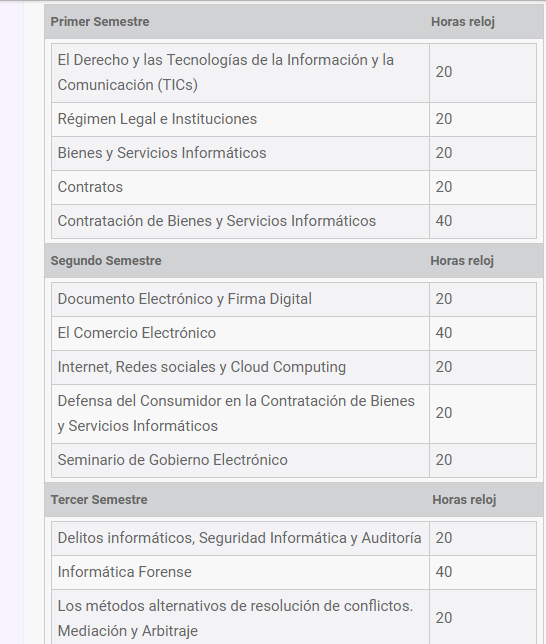 Primer Semestre Horas reloj
El Derecho y las Tecnologías de la Información y la
Comunicación (TICs) 20
Régimen Legal e Instituciones 20
Bienes y Servicios Informáticos 20
Contratos 20
Contratación de Bienes y Servicios Informáticos 40
Segundo Semestre Horas reloj
Documento Electrónico y Firma Digital 20
El Comercio Electrónico 40
Internet, Redes sociales y Cloud Computing 20
Defensa del Consumidor en la Contratación de Bienes
y Servicios Informáticos 20
Seminario de Gobierno Electrónico 20
Tercer Semestre Horas reloj
Delitos informáticos, Seguridad Informática y Auditoría 20
Informática Forense 40
Los métodos alternativos de resolución de conflictos.
Mediación y Arbitraje 20